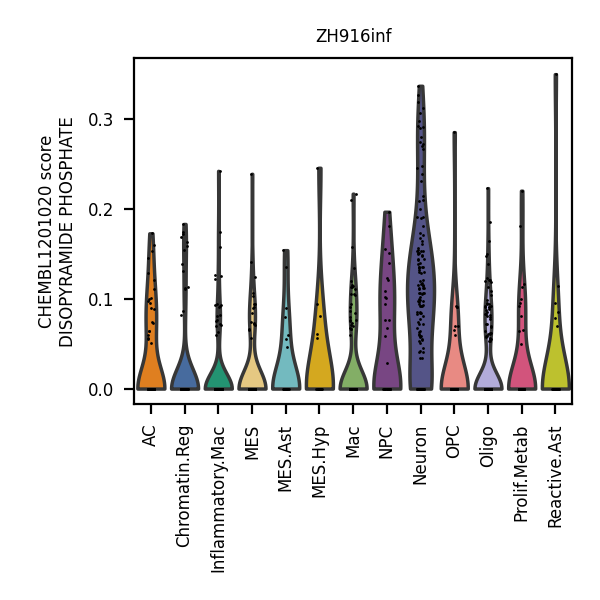 ZH916inf
CHEMBL1201020 score
DISOPYRAMIDE PHOSPHATE
0.3
0.2
0.1
0.0
AC
Chromatin.Reg
Inflammatory.Mac
MES
MES.Ast
MES.Hyp
Mac
NPC
Neuron
OPC
Oligo
Prolif.Metab
Reactive.Ast